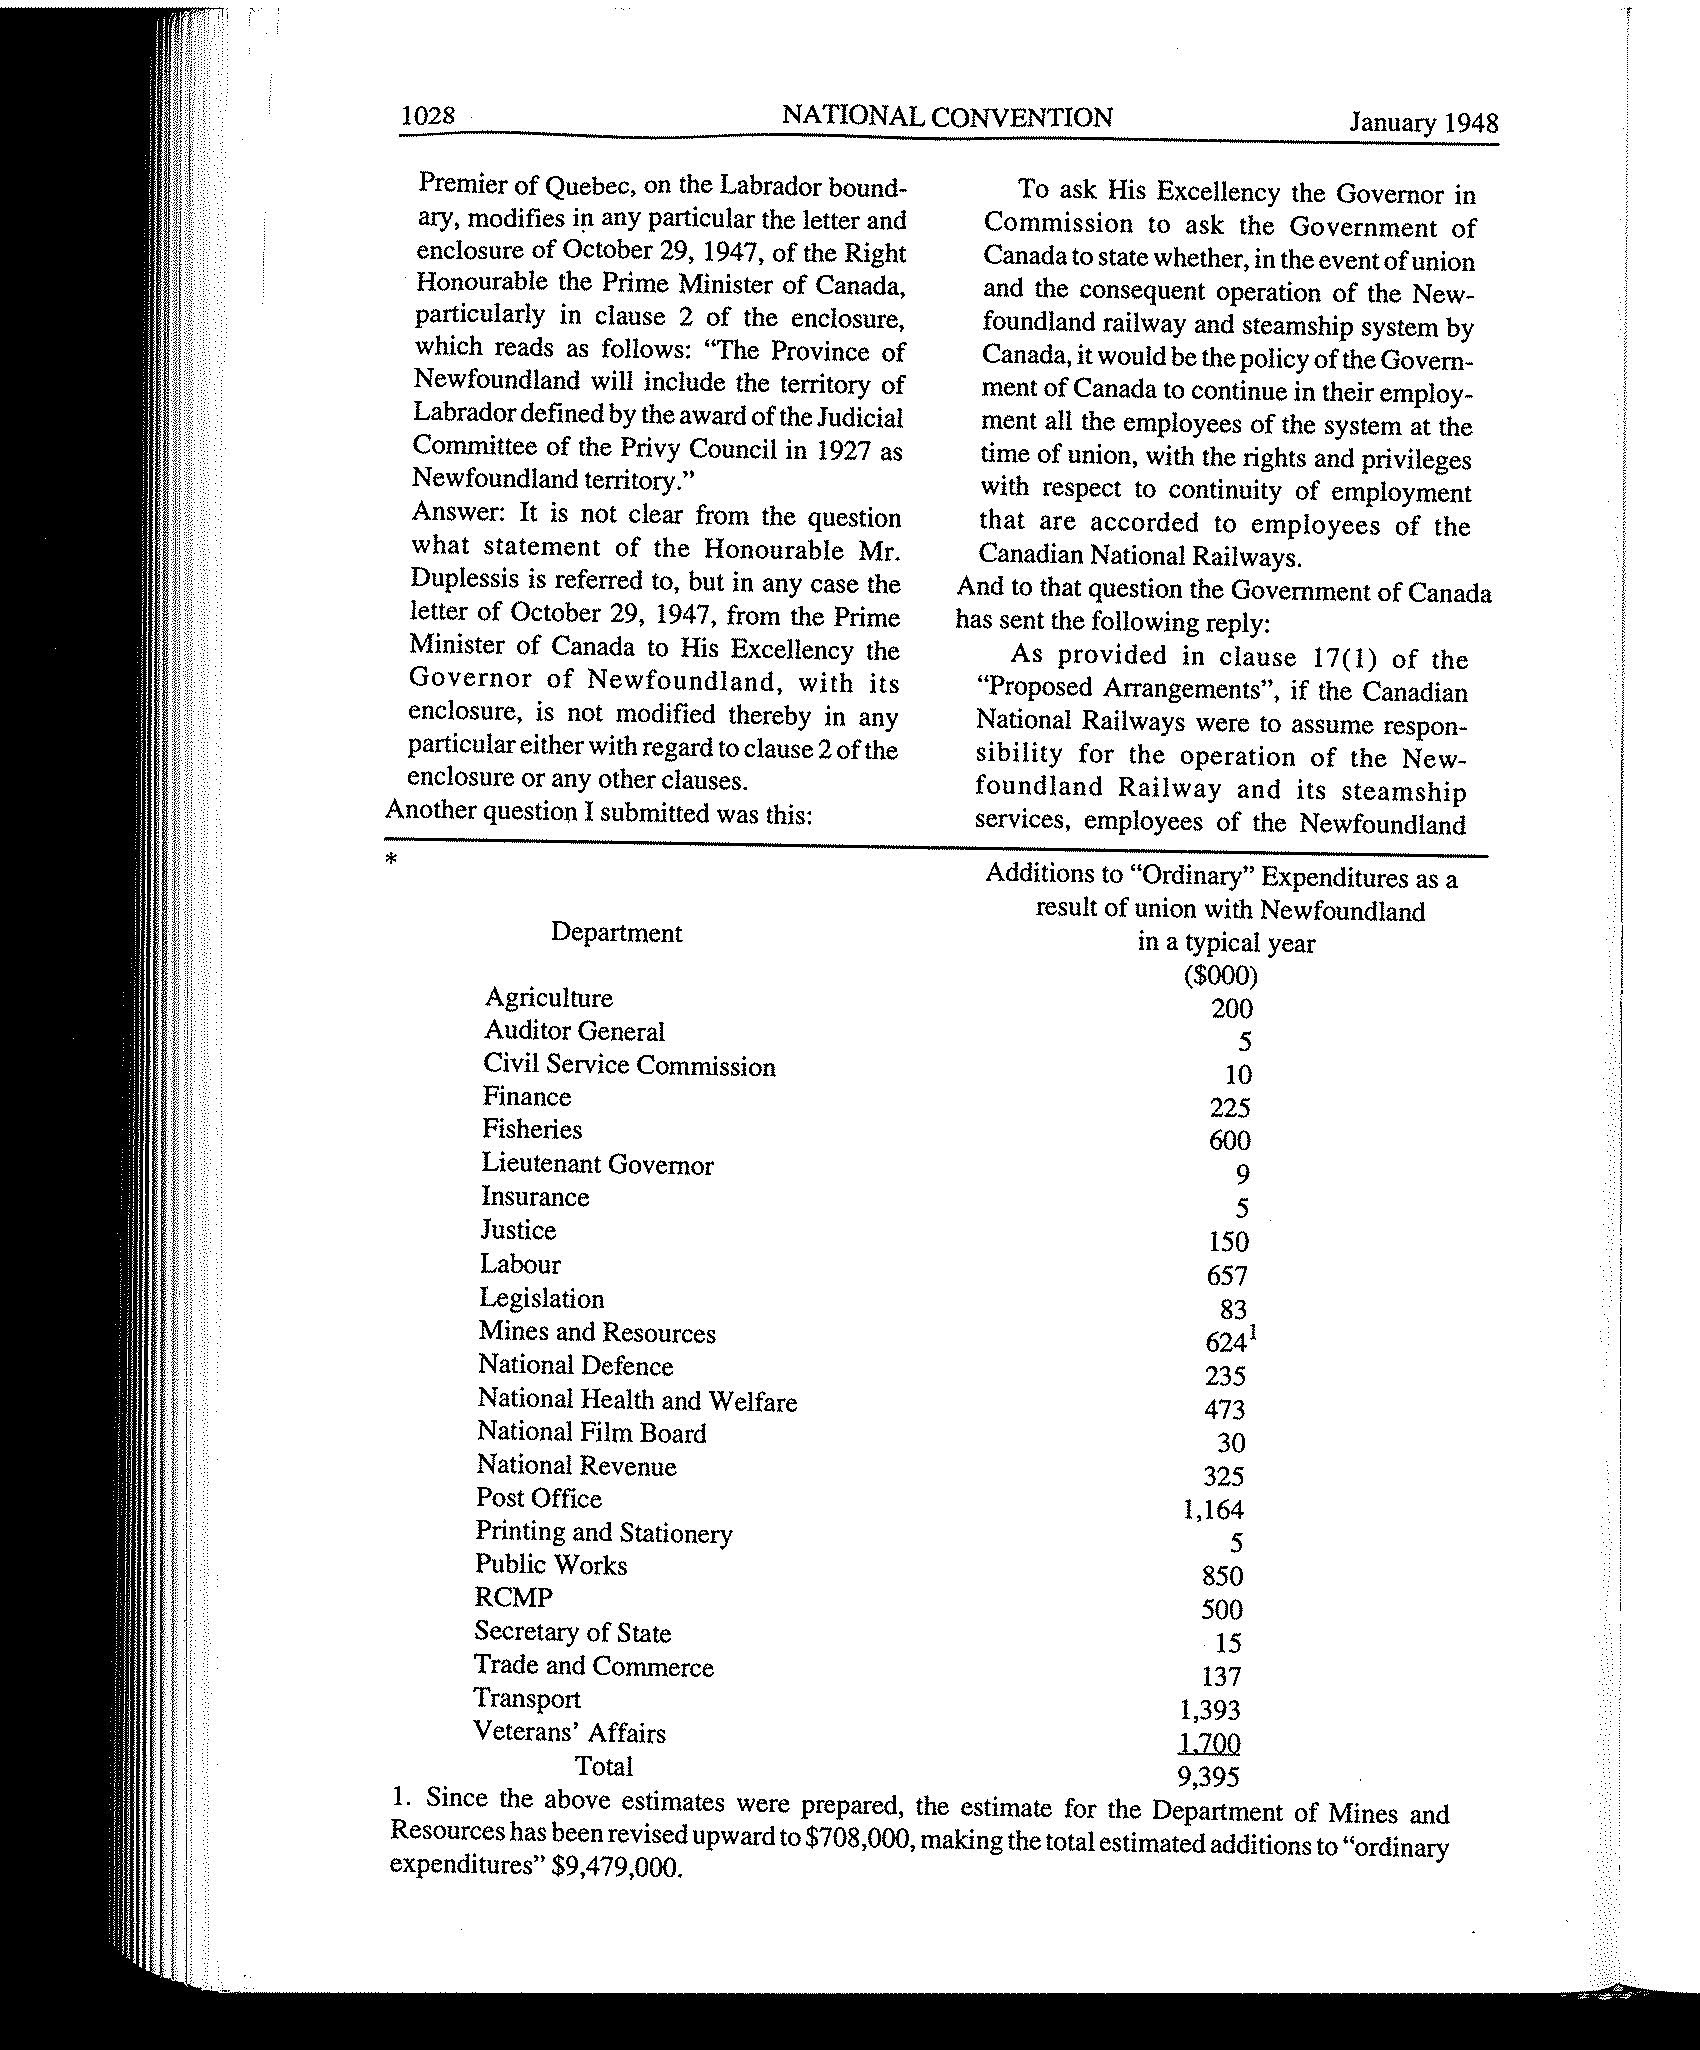 1028
NATIONAL CONVENTION
January 1948
Premier of Quebec, on the Labrador bound-
ary, modifies in any particular the letter and
enclosure of October 29, 1947, of the Right
Honourable the Prime Minister of Canada,
particularly in clause 2 of the enclosure,
which reads as follows: “The Province of
Newfoundland will include the territory of
Labrador defined by the award of the Judicial
Committee of the Privy Council in 1927 as
Newfoundland territory.”
Answer: It is not clear from the question
what statement of the Honourable Mr.
Duplessis is referred to, but in any case the
letter of October 29, 1947, from the Prime
Minister of Canada to His Excellency the
Governor of Newfoundland, with its
enclosure, is not modified thereby in any
particular either with regard to clause 2 of the
enclosure or any other clauses.
Another question I submitted was this:
To ask His Excellency the Governor in
Commission to ask the Government of
Canada to state whether, in the event of union
and the consequent operation of the New-
foundland railway and steamship system by
Canada, it would be the policy of the Govern-
ment of Canada to continue in their employ-
ment all the employees of the system at the
time of union, with the rights and privileges
with respect to continuity of employment
that are accorded to employees of the
Canadian National Railways.
And to that question the Government of Canada
has sent the following reply:
As provided in clause 17(1) of the
“Proposed Arrangements”, if the Canadian
National Railways were to assume respon-
sibility for the operation of the New-
foundland Railway and its steamship
services, employees of the Newfoundland
*
Additions to “Ordinary” Expenditures as a
result of union with Newfoundland
Department in a typical year
($000)
Agriculture 200
Auditor General 5
Civil Service Commission 10
Finance 225
Fisheries 600
Lieutenant Governor 9
Insurance 5
Justice 150
Labour 657
Legislation 83
Mines and Resources 624¹
National Defence 235
National Health and Welfare 473
National Film Board 30
National Revenue 325
Post Office 1,164
Printing and Stationery 5
Public Works 850
RCMP 500
Secretary of State 15
Trade and Commerce 137
Transport 1,393
Veterans’ Affairs 1,700
Total 9,395
1. Since the above estimates were prepared, the estimate for the Department of Mines and
Resources has been revised upward to $708,000, making the total estimated additions to “ordinary
expenditures” $9,479,000.